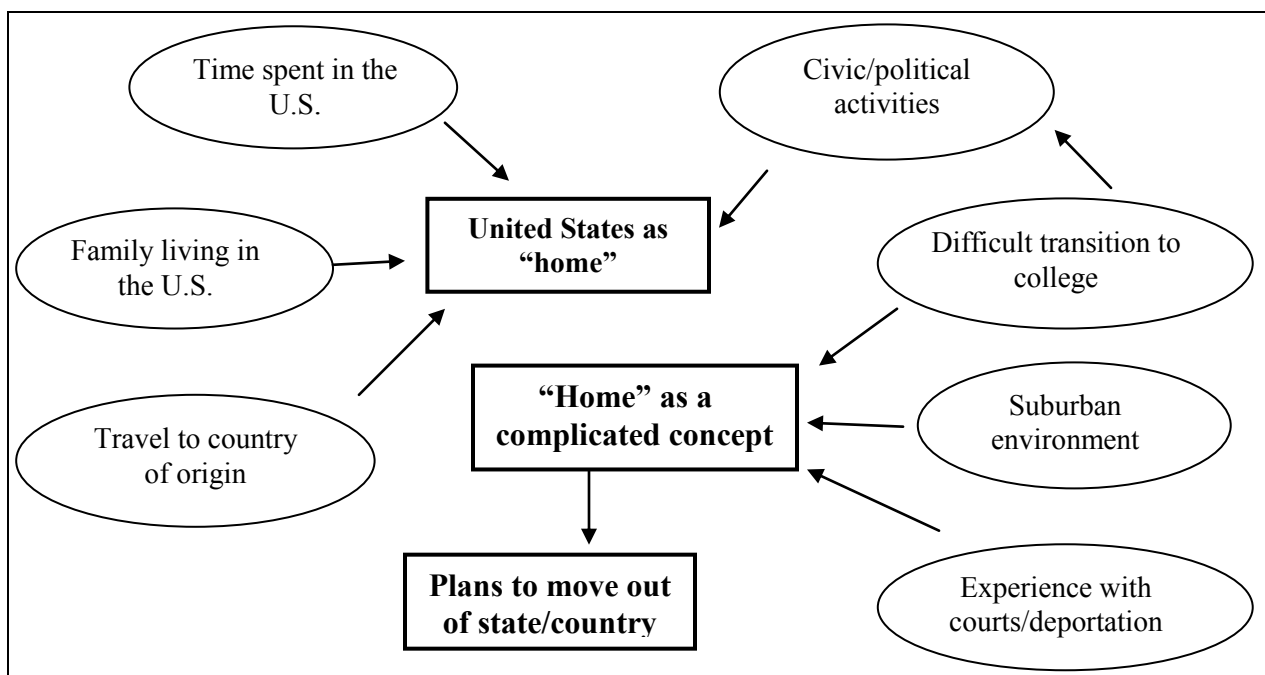 Time spent in the
U.S.
Civic/political
activities
United States as
“home”
Family living in
the U.S.
Difficult transition to
college
“Home” as a
complicated concept
Suburban
environment
Travel to country
of origin
Plans to move out
of state/country
Experience with
courts/deportation